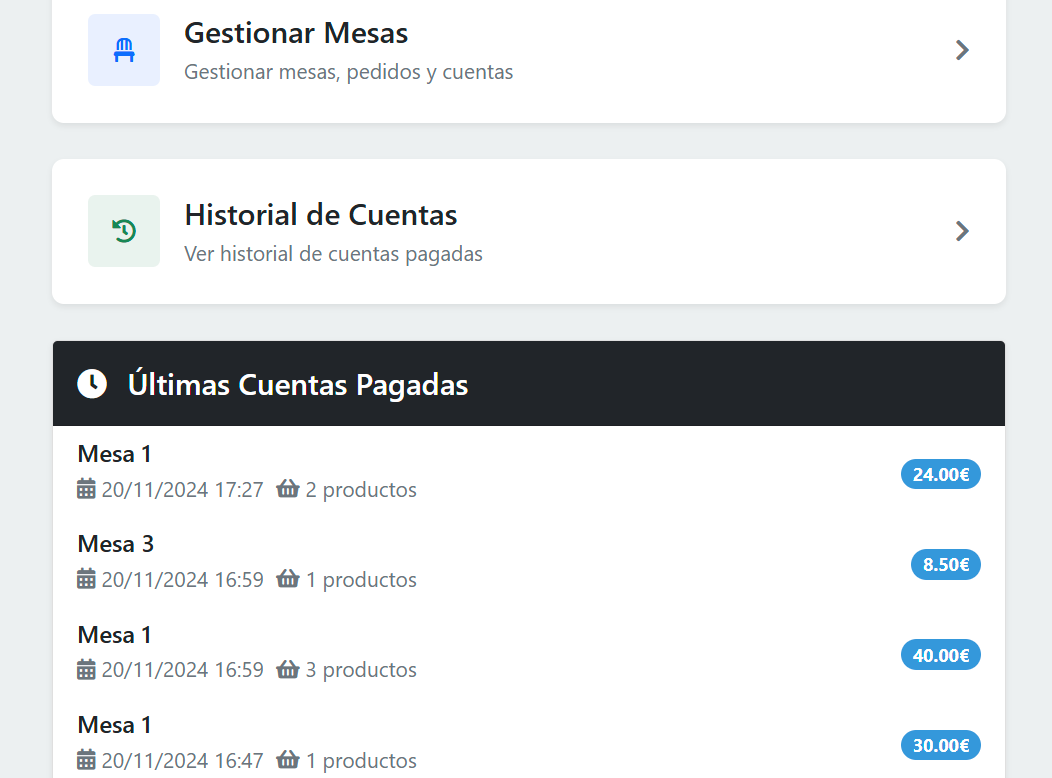 Gestionar Mesas
Gestionar mesas, pedidos y cuentas
Historial de Cuentas
Ver historial de cuentas pagadas
Últimas Cuentas Pagadas
Mesa 1
20/11/2024 17:27 2 productos
24.00€
Mesa 3
20/11/2024 16:59 1 productos
8.50€
Mesa 1
20/11/2024 16:59 3 productos
40.00€
Mesa 1
20/11/2024 16:47 1 productos
30.00€